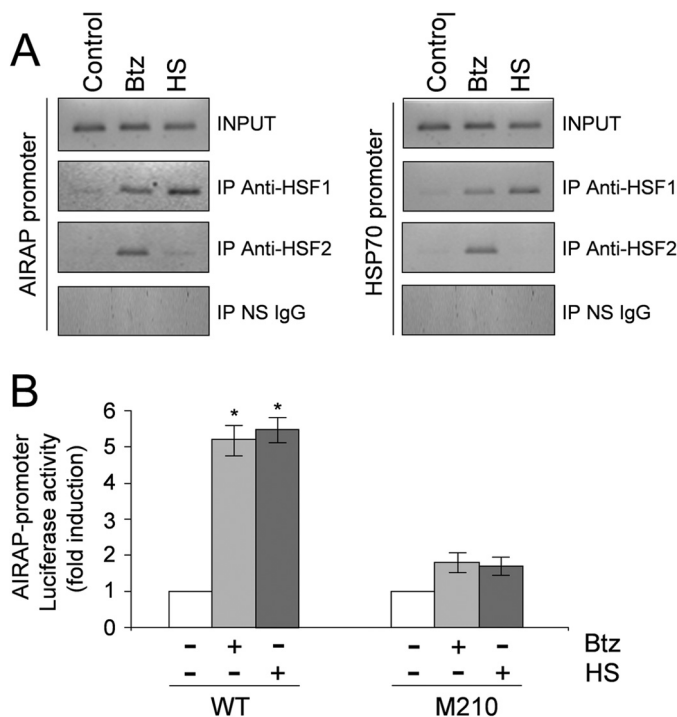 A
Control
Btz
HS
AIRAP promoter
INPUT
IP Anti-HSF1
IP Anti-HSF2
IP NS IgG
Control
Btz
HS
HSP70 promoter
INPUT
IP Anti-HSF1
IP Anti-HSF2
IP NS IgG
B
AIRAP-promoter
Luciferase activity
(fold induction)
6
5
4
3
2
1
0
* *
- + - - + - Btz
- - + - - + HS
WT M210